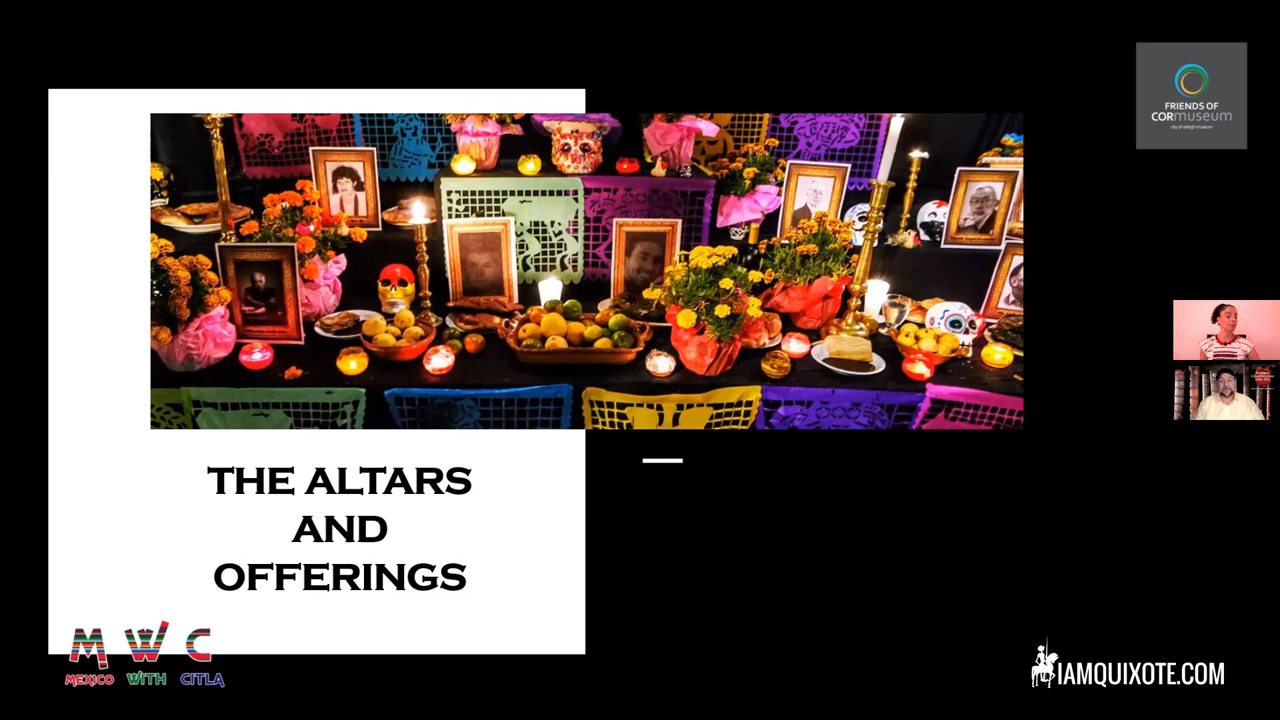 FRIENDS OF
CORmuseum
city of raleigh museum
THE ALTARS
AND
OFFERINGS
M W C
MEXICO WITH CITLA
IAMQUIXOTE.COM